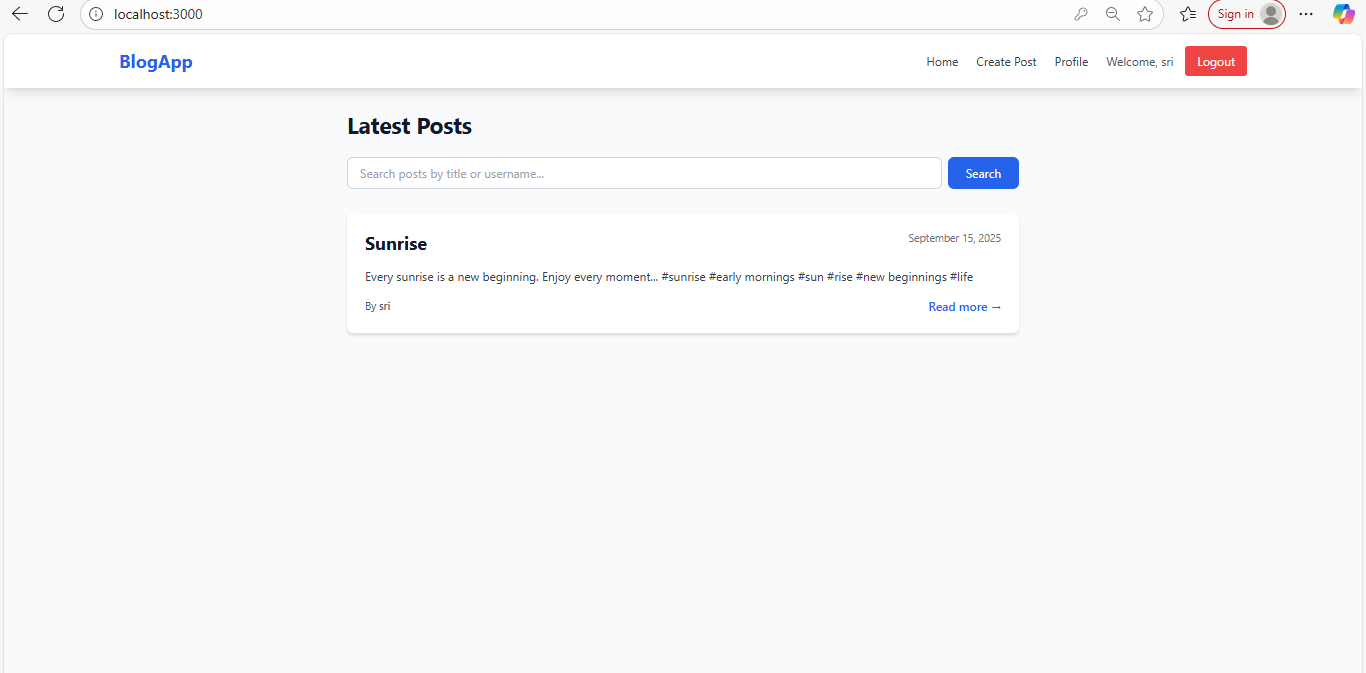 localhost:3000
Sign in
BlogApp
Home Create Post Profile Welcome, sri Logout
Latest Posts
Search posts by title or username... Search
Sunrise September 15, 2025
Every sunrise is a new beginning. Enjoy every moment... #sunrise #early mornings #sun #rise #new beginnings #life
By sri Read more →